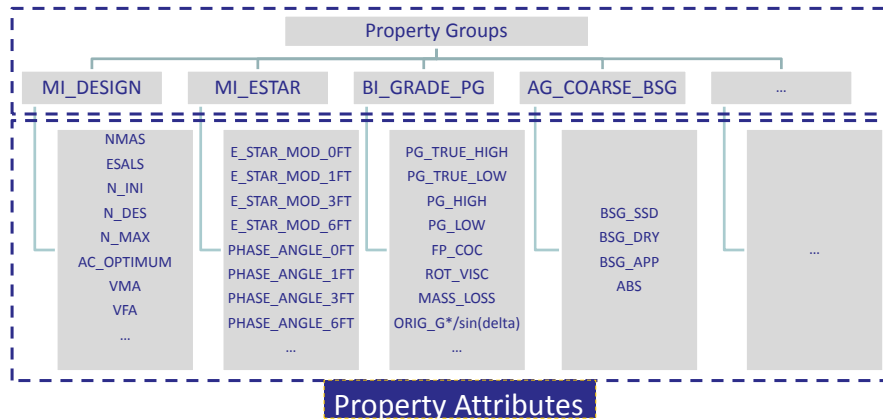 Property Groups
MI_DESIGN
MI_ESTAR
BI_GRADE_PG
AG_COARSE_BSG
...
NMAS
ESALS
N_INI
N_DES
N_MAX
AC_OPTIMUM
VMA
VFA
...
E_STAR_MOD_0FT
E_STAR_MOD_1FT
E_STAR_MOD_3FT
E_STAR_MOD_6FT
PHASE_ANGLE_0FT
PHASE_ANGLE_1FT
PHASE_ANGLE_3FT
PHASE_ANGLE_6FT
...
PG_TRUE_HIGH
PG_TRUE_LOW
PG_HIGH
PG_LOW
FP_COC
ROT_VISC
MASS_LOSS
ORIG_G*/sin(delta)
...
BSG_SSD
BSG_DRY
BSG_APP
ABS
...
Property Attributes